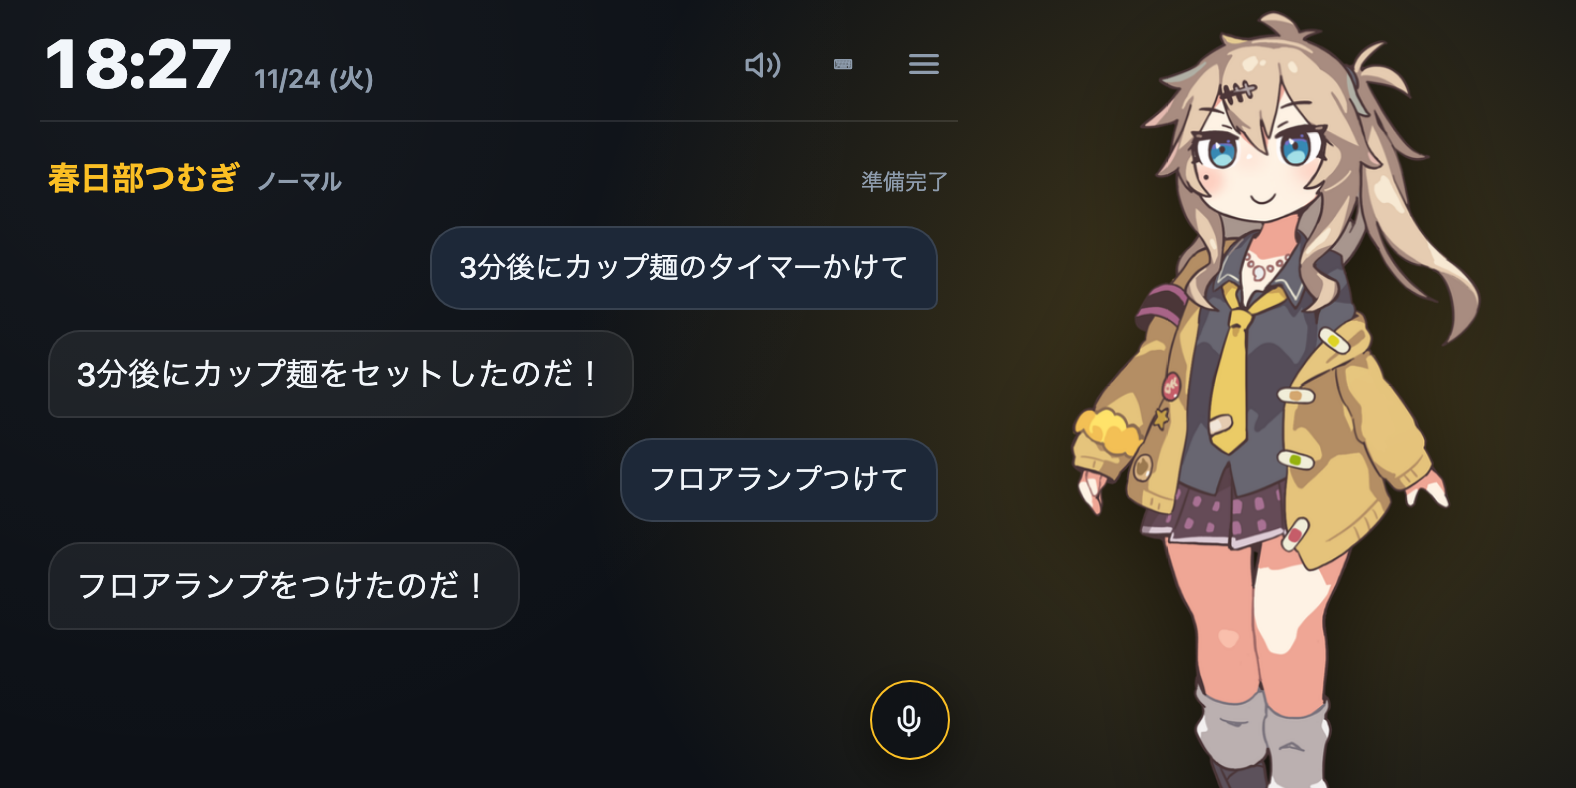 18:27 11/24 (火)
春日部つむぎ ノーマル 準備完了
3分後にカップ麺のタイマーかけて
3分後にカップ麺をセットしたのだ！
フロアランプつけて
フロアランプをつけたのだ！